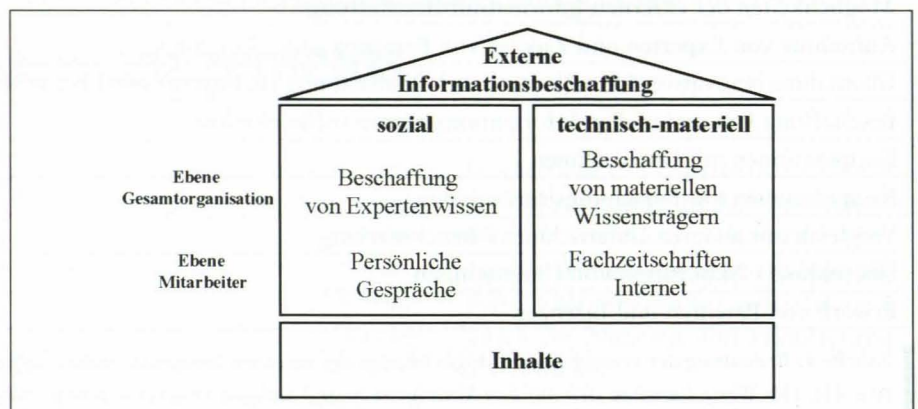 Externe
Informationsbeschaffung
sozial
technisch-materiell
Ebene
Gesamtorganisation
Beschaffung
von Expertenwissen
Beschaffung
von materiellen
Wissensträgern
Ebene
Mitarbeiter
Persönliche
Gespräche
Fachzeitschriften
Internet
Inhalte